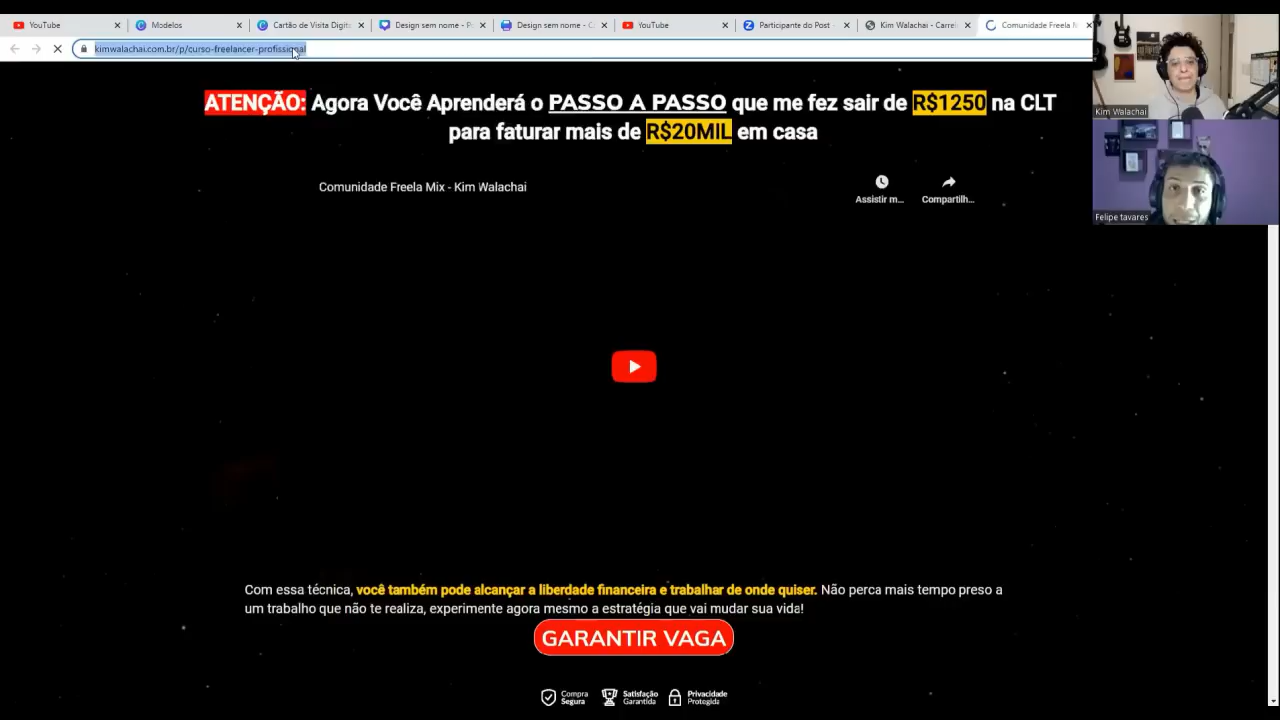 YouTube
Modelos
Cartão de Visita Digita
Design sem nome - Po
Design sem nome - C
YouTube
Participante do Post -
Kim Walachai - Carre
Comunidade Freela M
kimwalachai.com.br/p/curso-freelancer-profissional
Kim Walachai
Felipe tavares
ATENÇÃO: Agora Você Aprenderá o PASSO A PASSO que me fez sair de R$1250 na CLT
para faturar mais de R$20MIL em casa
Comunidade Freela Mix - Kim Walachai
Assistir m...
Compartilh...
Com essa técnica, você também pode alcançar a liberdade financeira e trabalhar de onde quiser. Não perca mais tempo preso a
um trabalho que não te realiza, experimente agora mesmo a estratégia que vai mudar sua vida!
GARANTIR VAGA
Compra
Segura
Satisfação
Garantida
Privacidade
Protegida